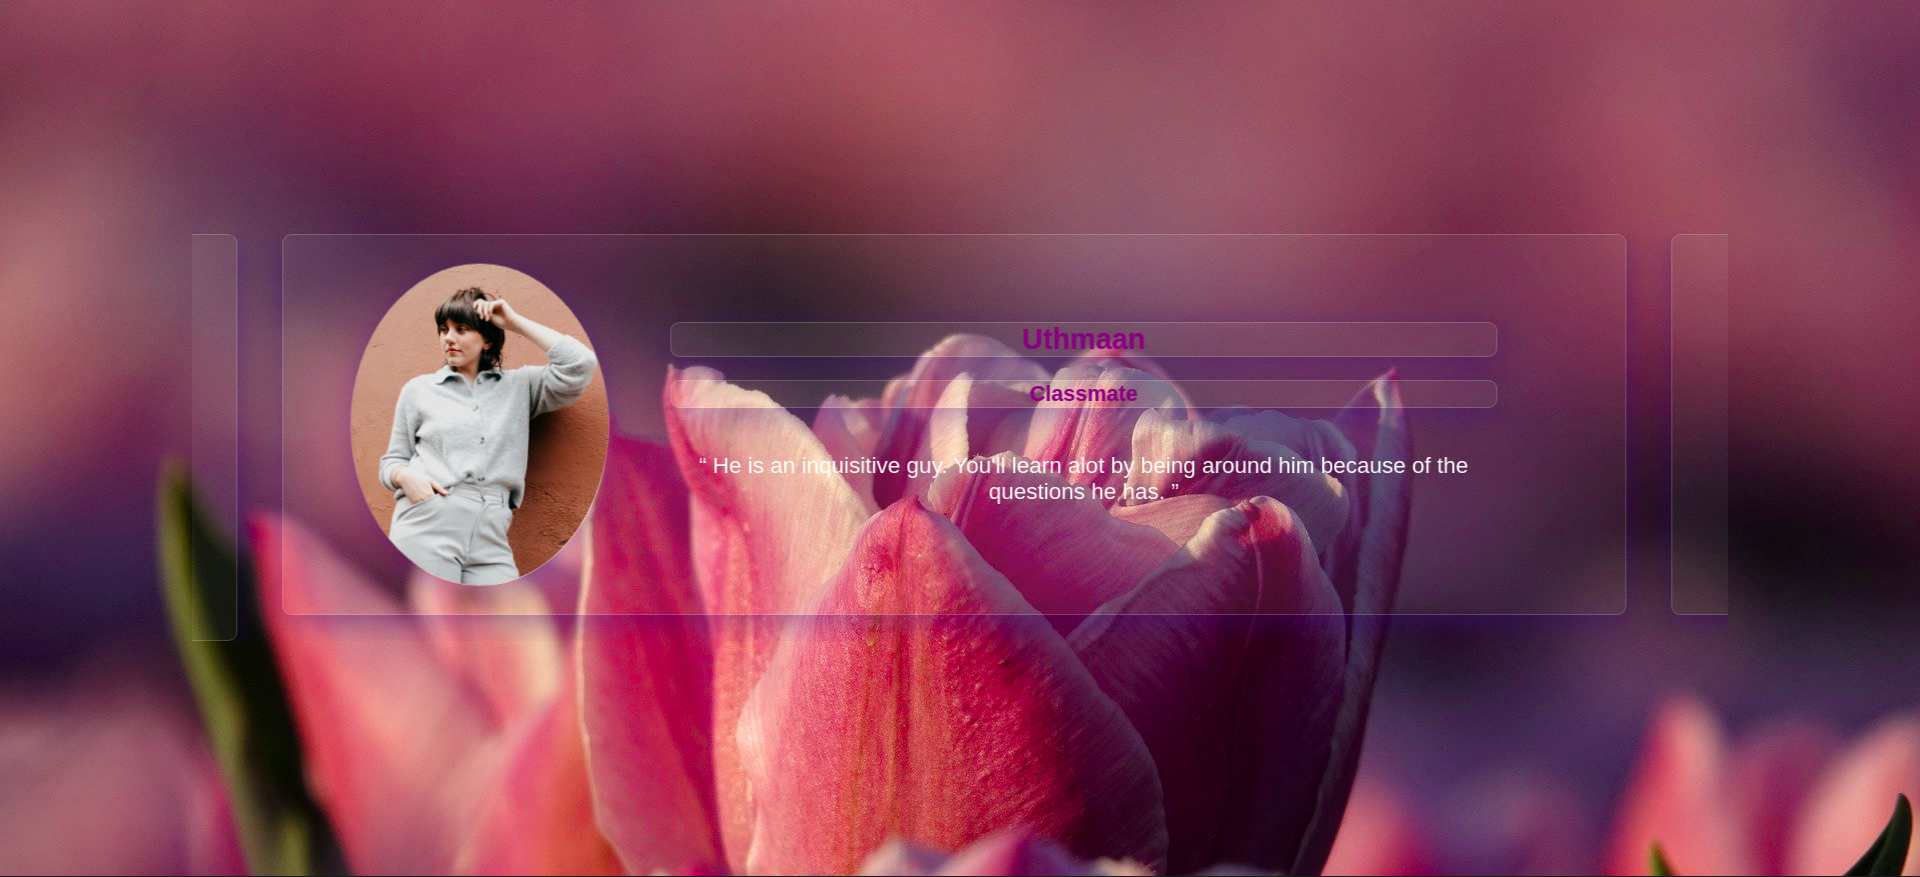 Uthmaan
Classmate
“ He is an inquisitive guy. You'll learn alot by being around him because of the
questions he has. ”